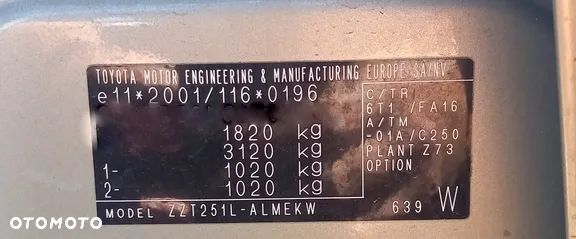 TOYOTA MOTOR ENGINEERING & MANUFACTURING EUROPE SA/NV
e11*2001/116*0196
1820 kg
3120 kg
1- 1020 kg
2- 1020 kg
C/TR
6T1 /FA16
A/TM
-01A/C250
PLANT Z73
OPTION
MODEL ZZT251L-ALMEKW
639 W
OTOMOTO
OTOMOTO